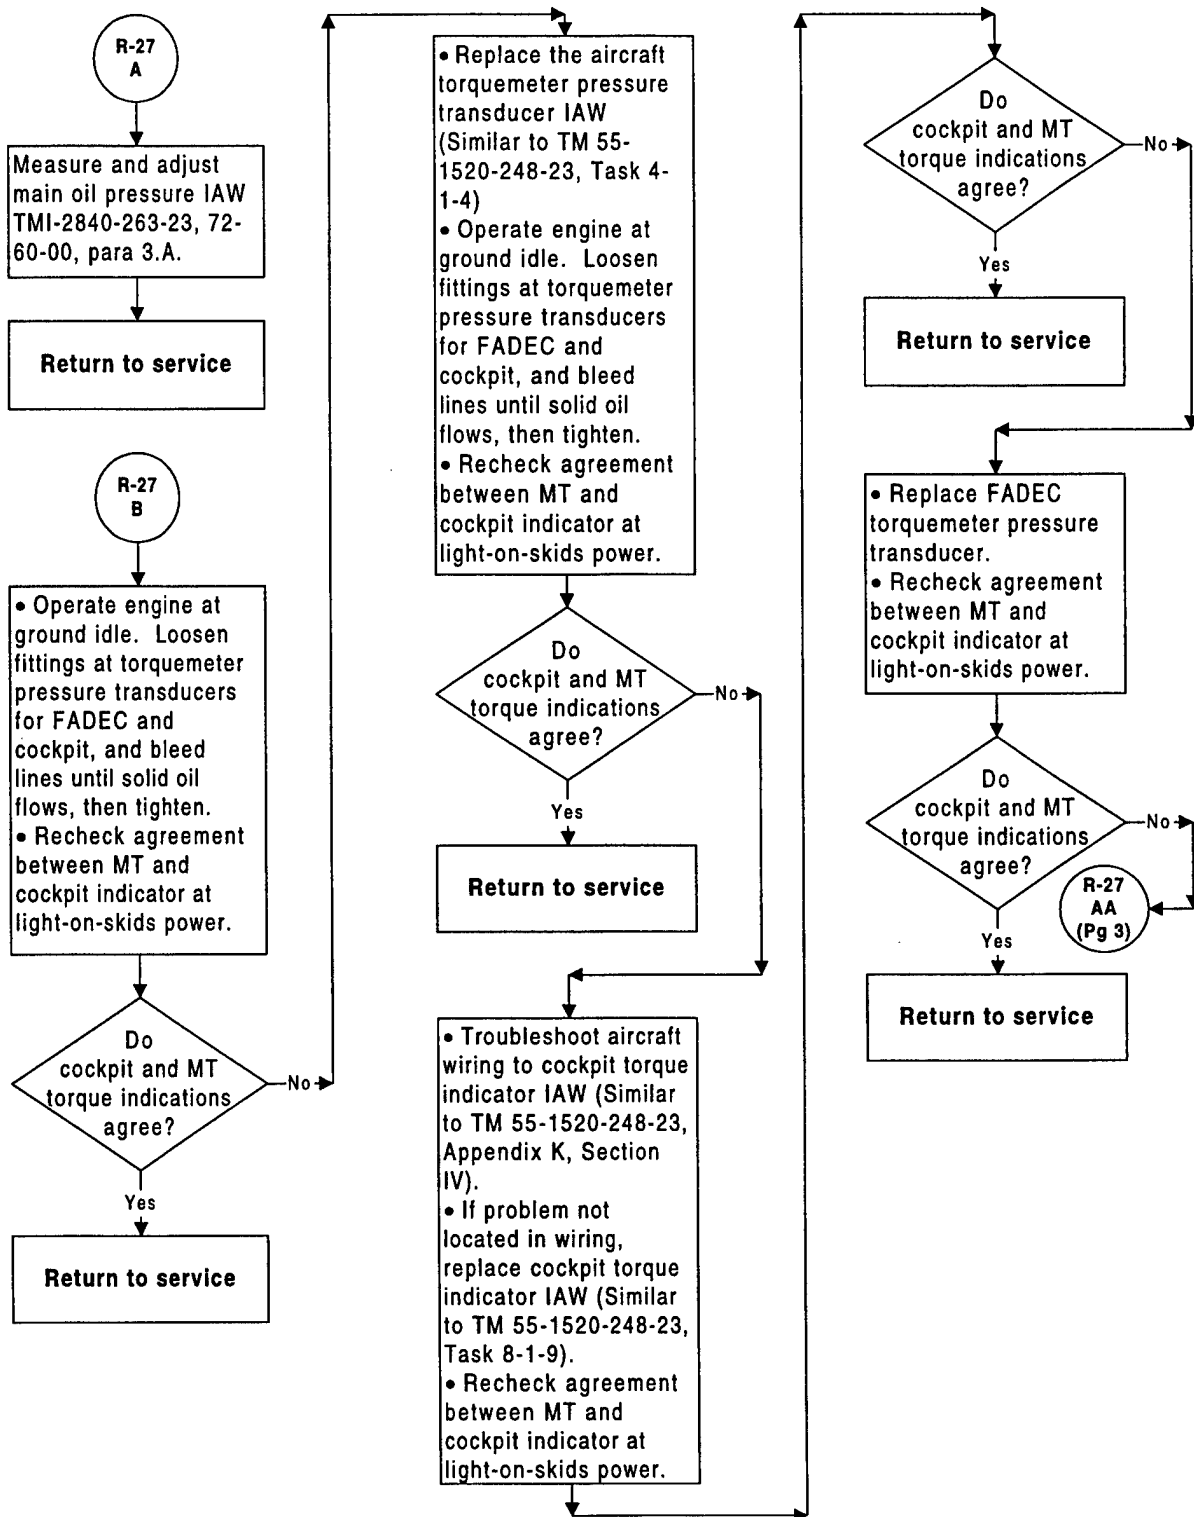 R-27
A
Measure and adjust
main oil pressure IAW
TMI-2840-263-23, 72-
60-00, para 3.A.
Return to service
R-27
B
• Operate engine at
ground idle. Loosen
fittings at torquemeter
pressure transducers
for FADEC and
cockpit, and bleed
lines until solid oil
flows, then tighten.
• Recheck agreement
between MT and
cockpit indicator at
light-on-skids power.
Do
cockpit and MT
torque indications
agree?
No
Yes
Return to service
• Replace the aircraft
torquemeter pressure
transducer IAW
(Similar to TM 55-
1520-248-23, Task 4-
1-4)
• Operate engine at
ground idle. Loosen
fittings at torquemeter
pressure transducers
for FADEC and
cockpit, and bleed
lines until solid oil
flows, then tighten.
• Recheck agreement
between MT and
cockpit indicator at
light-on-skids power.
Do
cockpit and MT
torque indications
agree?
No
Yes
Return to service
• Troubleshoot aircraft
wiring to cockpit torque
indicator IAW (Similar
to TM 55-1520-248-23,
Appendix K, Section
IV).
• If problem not
located in wiring,
replace cockpit torque
indicator IAW (Similar
to TM 55-1520-248-23,
Task 8-1-9).
• Recheck agreement
between MT and
cockpit indicator at
light-on-skids power.
Do
cockpit and MT
torque indications
agree?
No
Yes
Return to service
• Replace FADEC
torquemeter pressure
transducer.
• Recheck agreement
between MT and
cockpit indicator at
light-on-skids power.
Do
cockpit and MT
torque indications
agree?
No
R-27
AA
(Pg 3)
Yes
Return to service